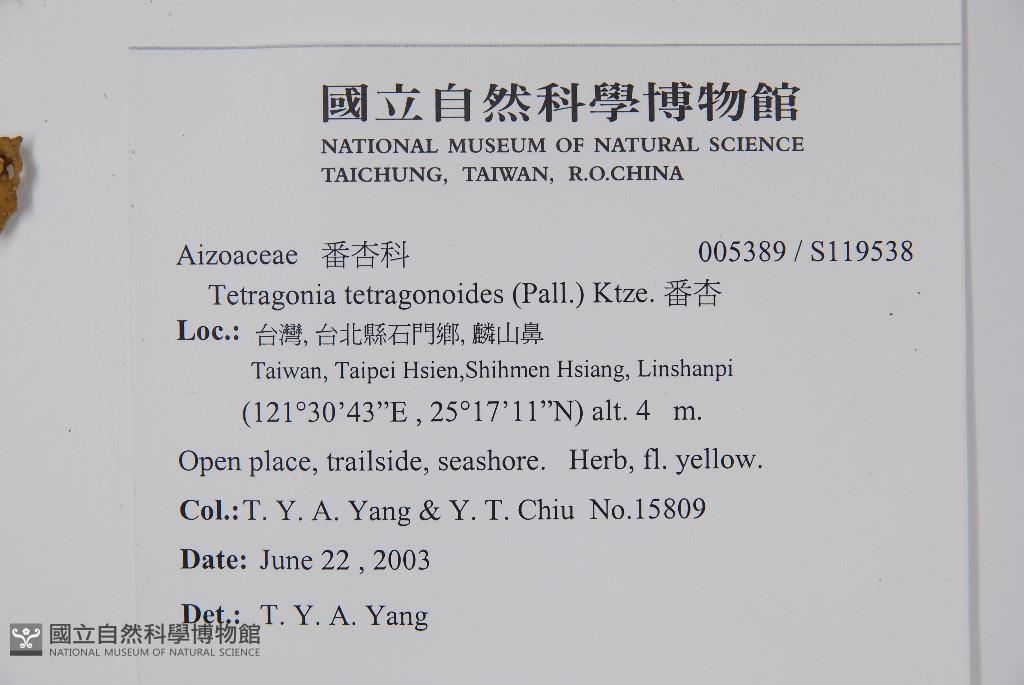 國立自然科學博物館
NATIONAL MUSEUM OF NATURAL SCIENCE
TAICHUNG, TAIWAN, R.O.CHINA
Aizoaceae 番杏科 005389 / S119538
Tetragonia tetragonoides (Pall.) Ktze. 番杏
Loc.: 台灣, 台北縣石門鄉, 麟山鼻
Taiwan, Taipei Hsien,Shihmen Hsiang, Linshanpi
(121°30’43”E , 25°17’11”N) alt. 4 m.
Open place, trailside, seashore. Herb, fl. yellow.
Col.:T. Y. A. Yang & Y. T. Chiu No.15809
Date: June 22 , 2003
Det.: T. Y. A. Yang
國立自然科學博物館
NATIONAL MUSEUM OF NATURAL SCIENCE